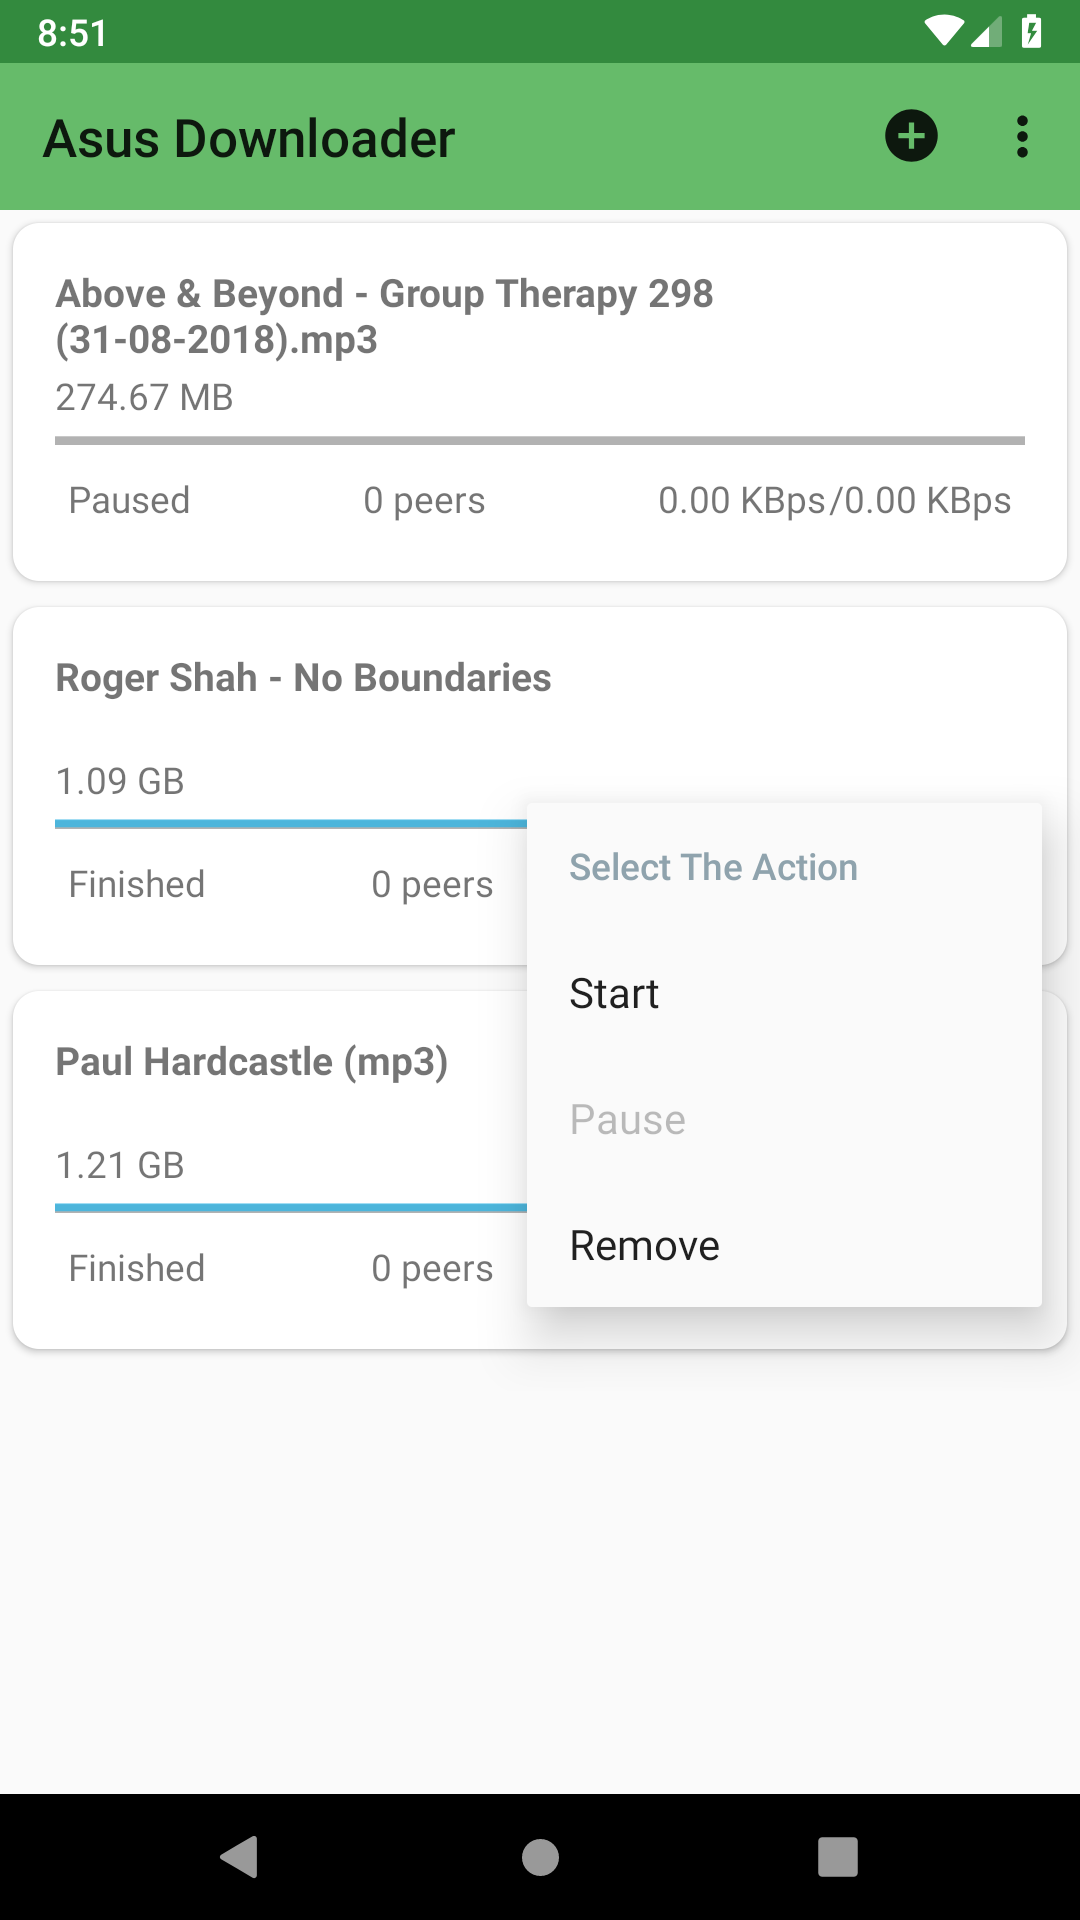 8:51
Asus Downloader
Above & Beyond - Group Therapy 298
(31-08-2018).mp3
274.67 MB
Paused 0 peers 0.00 KBps/0.00 KBps
Roger Shah - No Boundaries
1.09 GB
Finished 0 peers
Paul Hardcastle (mp3)
1.21 GB
Finished 0 peers
Select The Action
Start
Pause
Remove